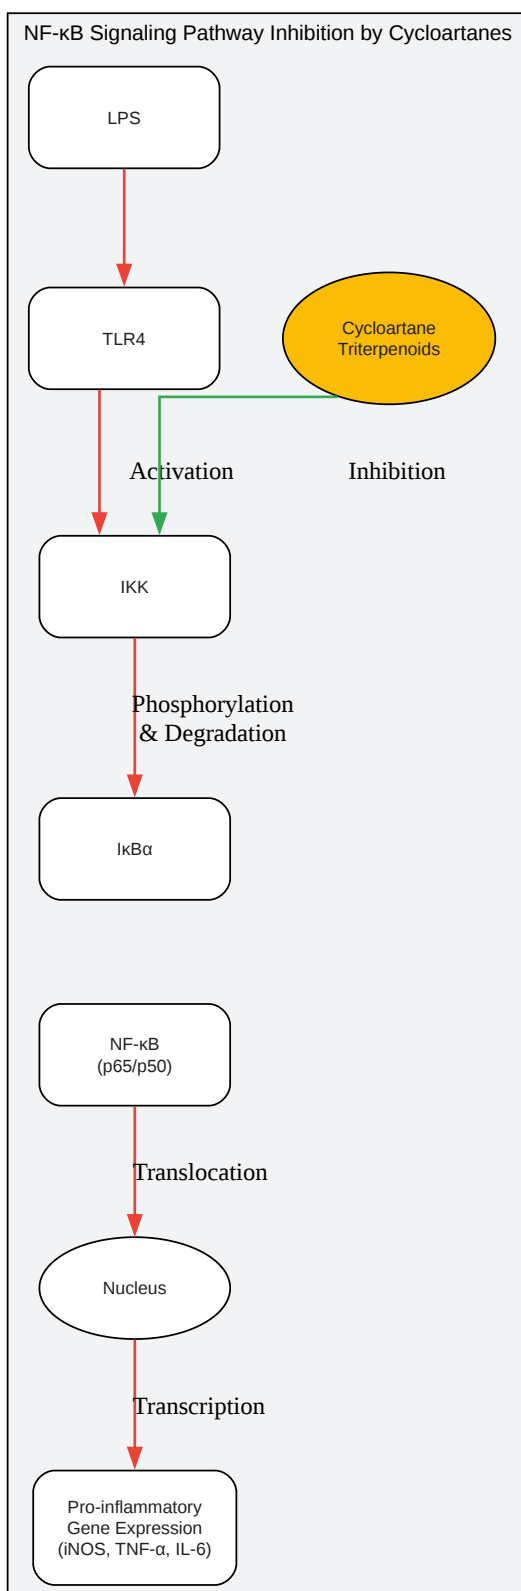 NF-κB Signaling Pathway Inhibition by Cycloartanes
LPS
TLR4
Cycloartane
Triterpenoids
Activation
Inhibition
IKK
Phosphorylation
& Degradation
IκBα
NF-κB
(p65/p50)
Translocation
Nucleus
Transcription
Pro-inflammatory
Gene Expression
(iNOS, TNF-α, IL-6)